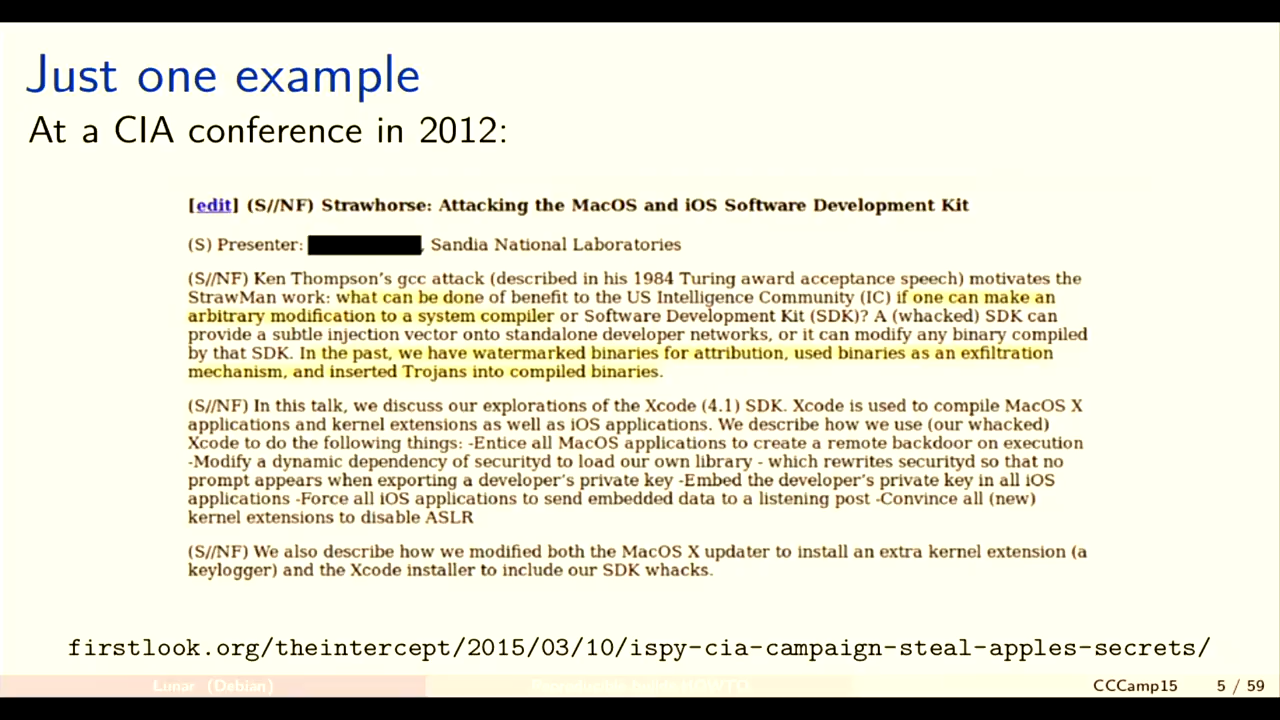 Just one example
At a CIA conference in 2012:
[edit] (S//NF) Strawhorse: Attacking the MacOS and iOS Software Development Kit
(S) Presenter: , Sandia National Laboratories
(S//NF) Ken Thompson's gcc attack (described in his 1984 Turing award acceptance speech) motivates the
StrawMan work: what can be done of benefit to the US Intelligence Community (IC) if one can make an
arbitrary modification to a system compiler or Software Development Kit (SDK)? A (whacked) SDK can
provide a subtle injection vector onto standalone developer networks, or it can modify any binary compiled
by that SDK. In the past, we have watermarked binaries for attribution, used binaries as an exfiltration
mechanism, and inserted Trojans into compiled binaries.
(S//NF) In this talk, we discuss our explorations of the Xcode (4.1) SDK. Xcode is used to compile MacOS X
applications and kernel extensions as well as iOS applications. We describe how we use (our whacked)
Xcode to do the following things: -Entice all MacOS applications to create a remote backdoor on execution
-Modify a dynamic dependency of securityd to load our own library - which rewrites securityd so that no
prompt appears when exporting a developer's private key -Embed the developer's private key in all iOS
applications -Force all iOS applications to send embedded data to a listening post -Convince all (new)
kernel extensions to disable ASLR
(S//NF) We also describe how we modified both the MacOS X updater to install an extra kernel extension (a
keylogger) and the Xcode installer to include our SDK whacks.
firstlook.org/theintercept/2015/03/10/ispy-cia-campaign-steal-apples-secrets/
Lunar (Debian) CCCamp15 5 / 59